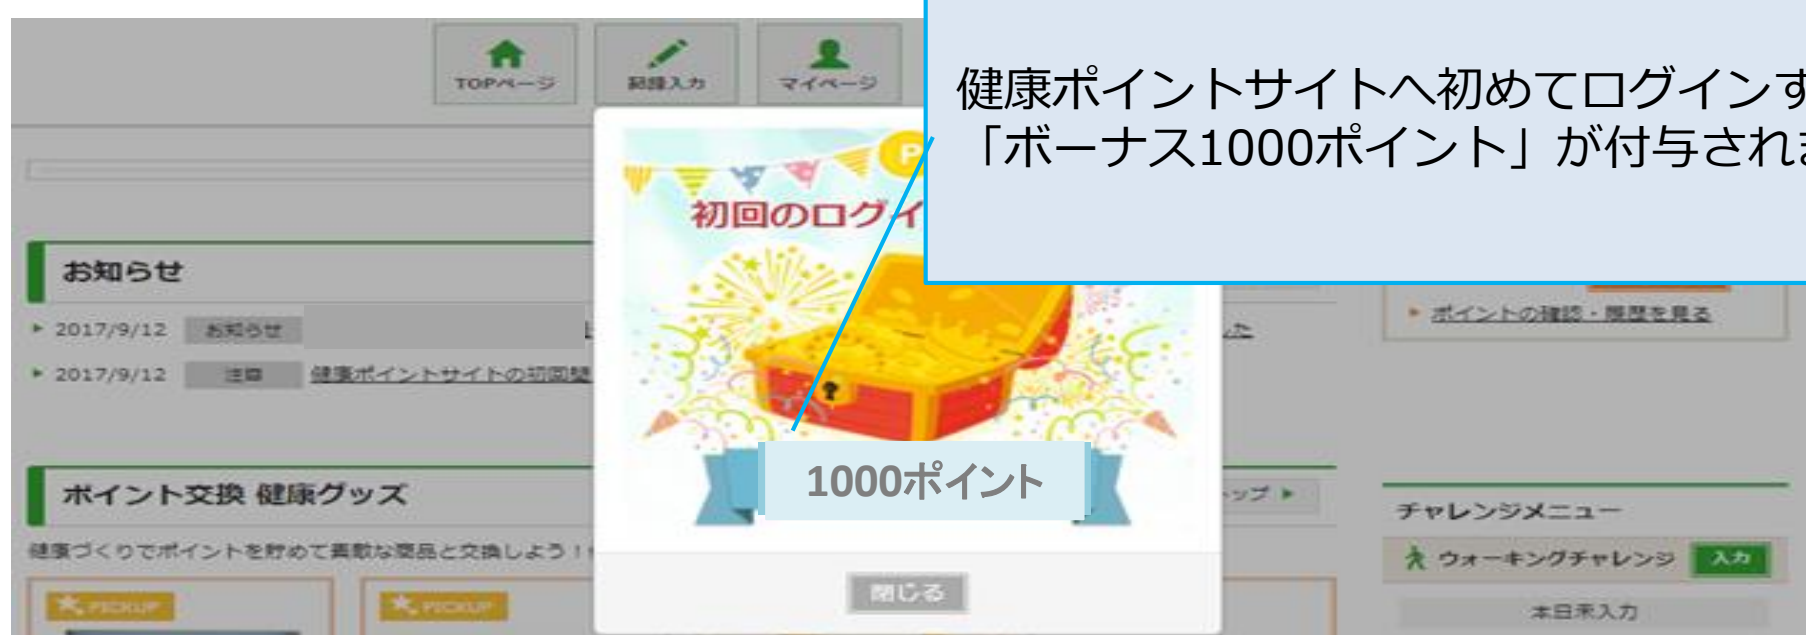 TOPページ
記録入力
マイページ
健康ポイントサイトへ初めてログインす
「ボーナス1000ポイント」が付与されま
P
初回のログイ
お知らせ
2017/9/12 お知らせ
した
2017/9/12 注意 健康ポイントサイトの初回登
ポイントの確認・履歴を見る
1000ポイント
ポイント交換 健康グッズ
トップ
健康づくりでポイントを貯めて素敵な商品と交換しよう！
PICKUP
PICKUP
閉じる
チャレンジメニュー
ウォーキングチャレンジ 入力
本日未入力